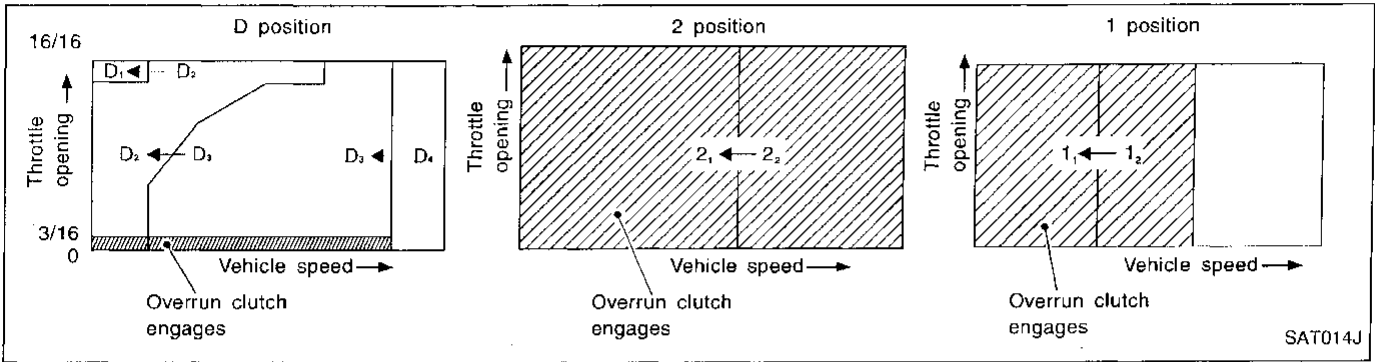 D position
16/16
D₁ ◄ D₂
Throttle opening
D₂ ◄ D₃
D₃ ◄ D₄
3/16
0
Vehicle speed
Overrun clutch
engages
2 position
Throttle
opening
2₁ ← 2₂
Vehicle speed
Overrun clutch
engages
1 position
Throttle
opening
1₁ ← 1₂
Vehicle speed
Overrun clutch
engages
SAT014J